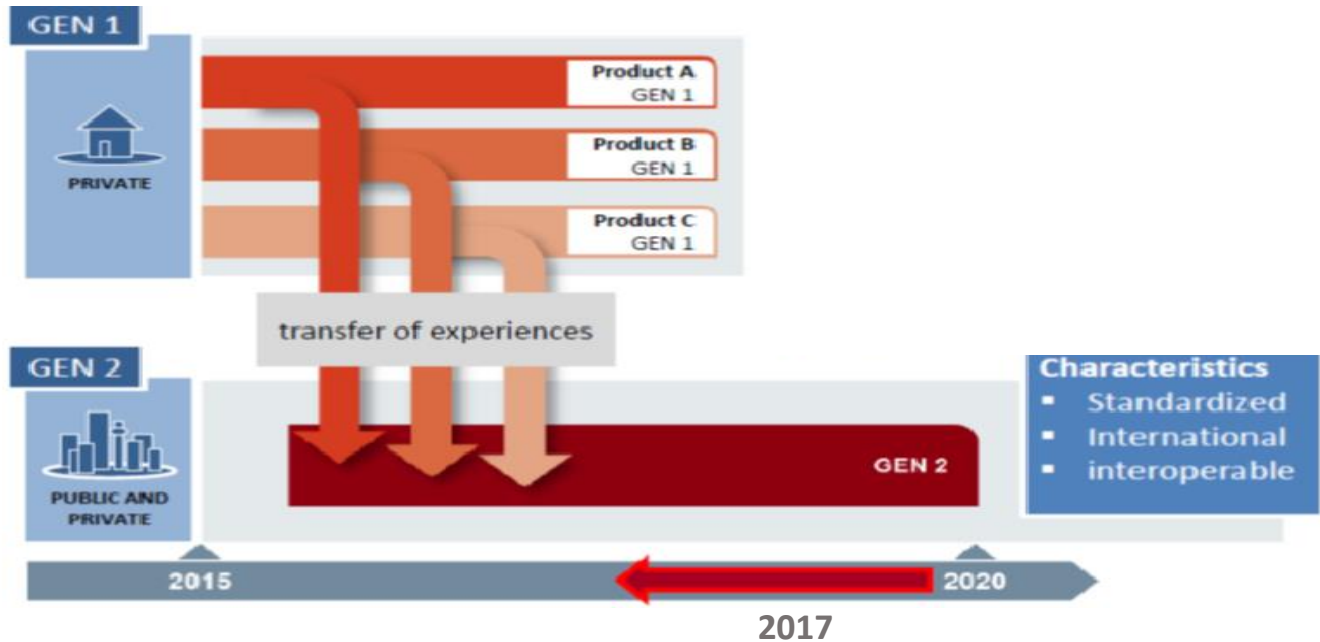 GEN 1
PRIVATE
Product A
GEN 1
Product B
GEN 1
Product C
GEN 1
transfer of experiences
GEN 2
PUBLIC AND
PRIVATE
GEN 2
Characteristics
▪ Standardized
▪ International
▪ interoperable
2015
2020
2017